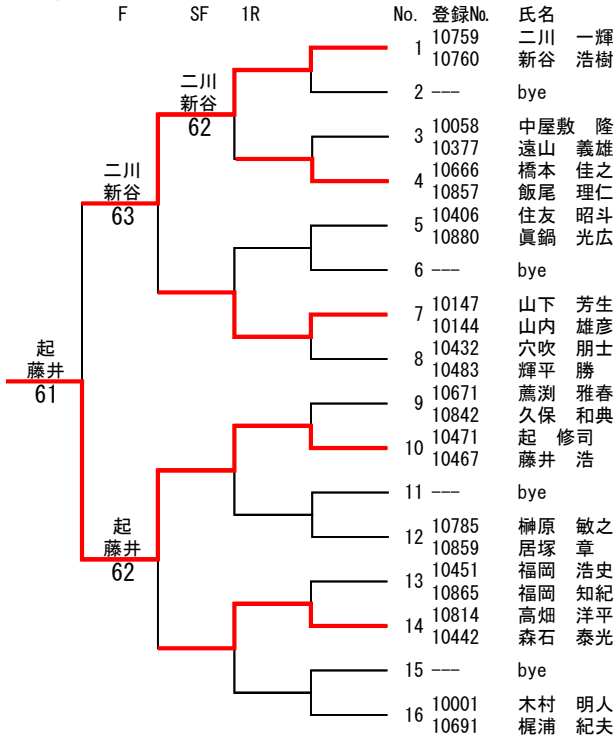 F SF 1R No. 登録No. 氏名
1 10759 二川 一輝
10760 新谷 浩樹
2 --- bye
3 10058 中屋敷 隆
10377 遠山 義雄
4 10666 橋本 佳之
10857 飯尾 理仁
5 10406 住友 昭斗
10880 眞鍋 光広
6 --- bye
7 10147 山下 芳生
10144 山内 雄彦
8 10432 穴吹 朋士
10483 輝平 勝
9 10671 薦渕 雅春
10842 久保 和典
10 10471 起 修司
10467 藤井 浩
11 --- bye
12 10785 榊原 敏之
10859 居塚 章
13 10451 福岡 浩史
10865 福岡 知紀
14 10814 高畑 洋平
10442 森石 泰光
15 --- bye
16 10001 木村 明人
10691 梶浦 紀夫
二川
新谷
62
二川
新谷
63
起
藤井
61
起
藤井
62